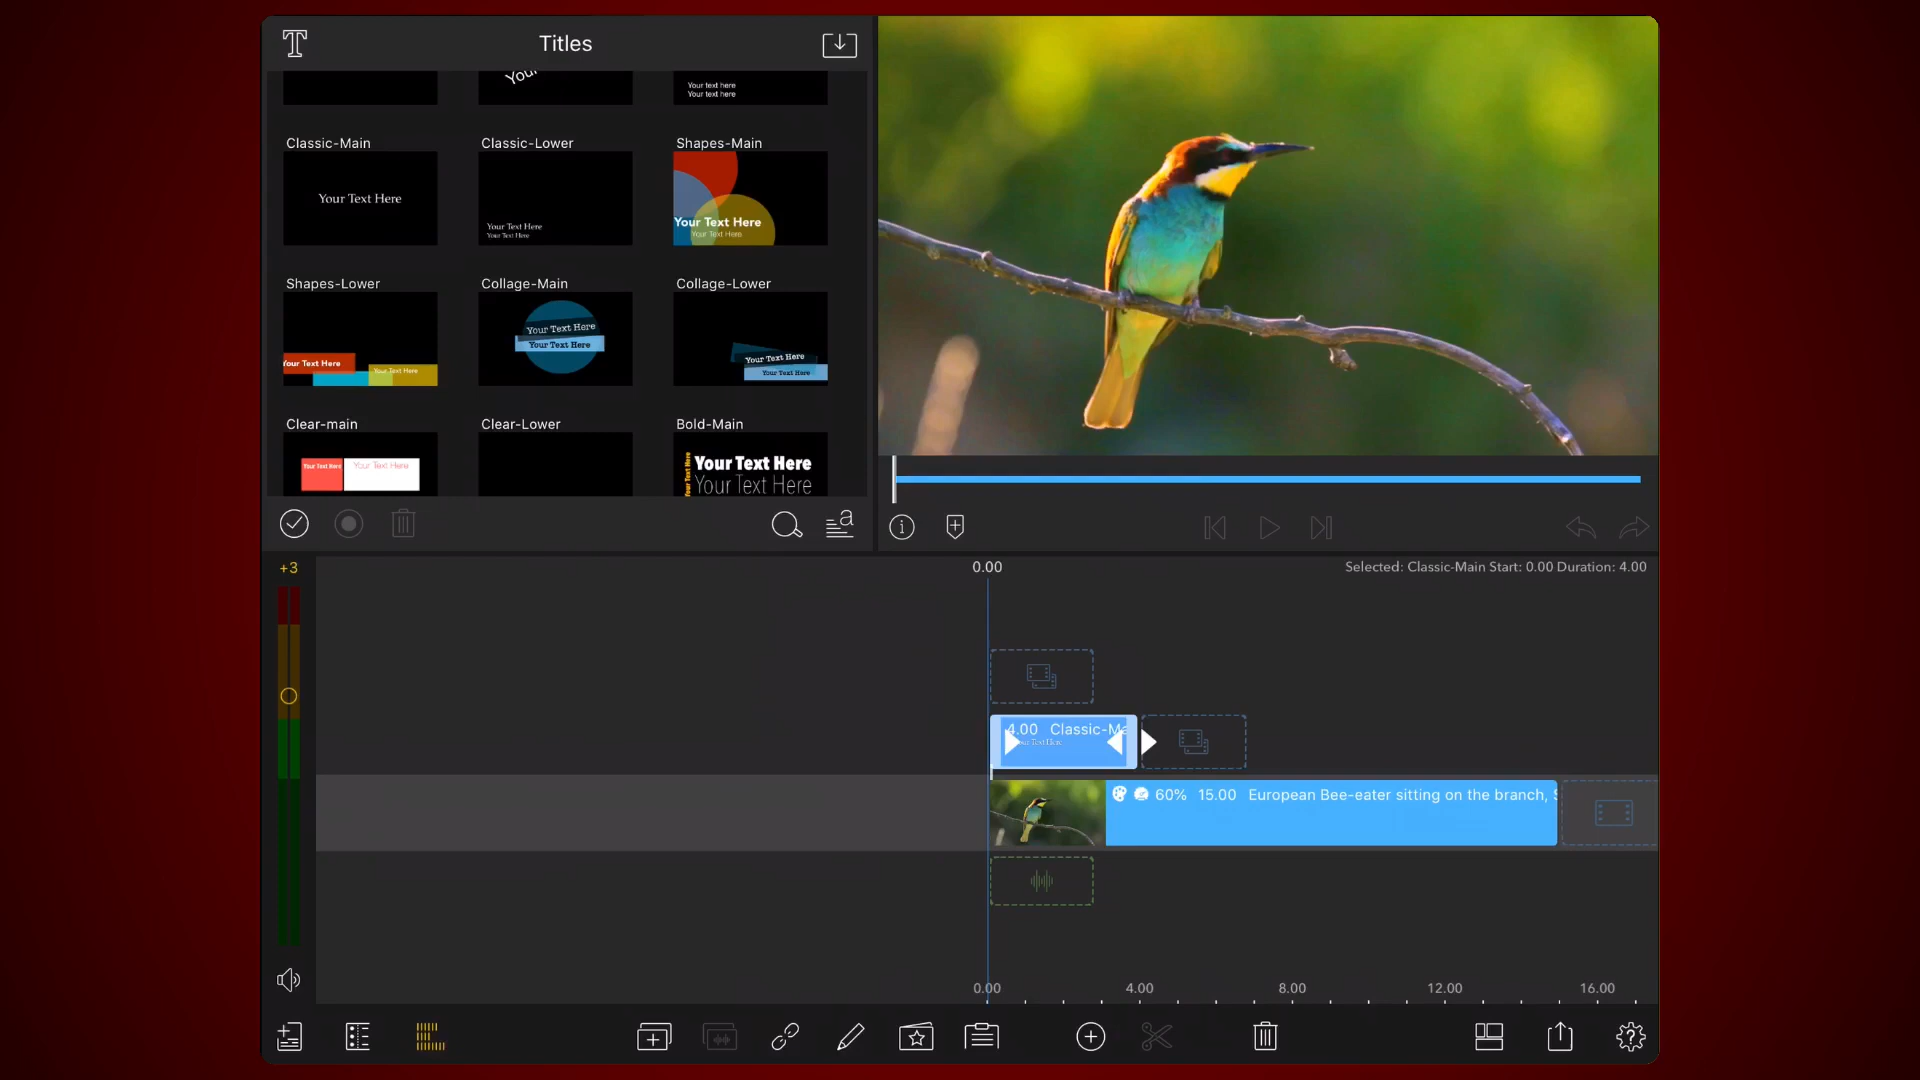 Titles
You
Your text here
Your text here
Classic-Main
Classic-Lower
Shapes-Main
Your Text Here
Your Text Here
Your Text Here
Your Text Here
Your Text Here
Shapes-Lower
Collage-Main
Collage-Lower
Your Text Here
Your Text Here
Your Text Here
Your Text Here
Your Text Here
Your Text Here
Clear-main
Clear-Lower
Bold-Main
Your Text Here
Your Text Here
Your Text Here
Your Text Here
Your Text Here
a
+3
0.00
Selected: Classic-Main Start: 0.00 Duration: 4.00
4.00 Classic-Ma
60% 15.00 European Bee-eater sitting on the branch, S
0.00 4.00 8.00 12.00 16.00